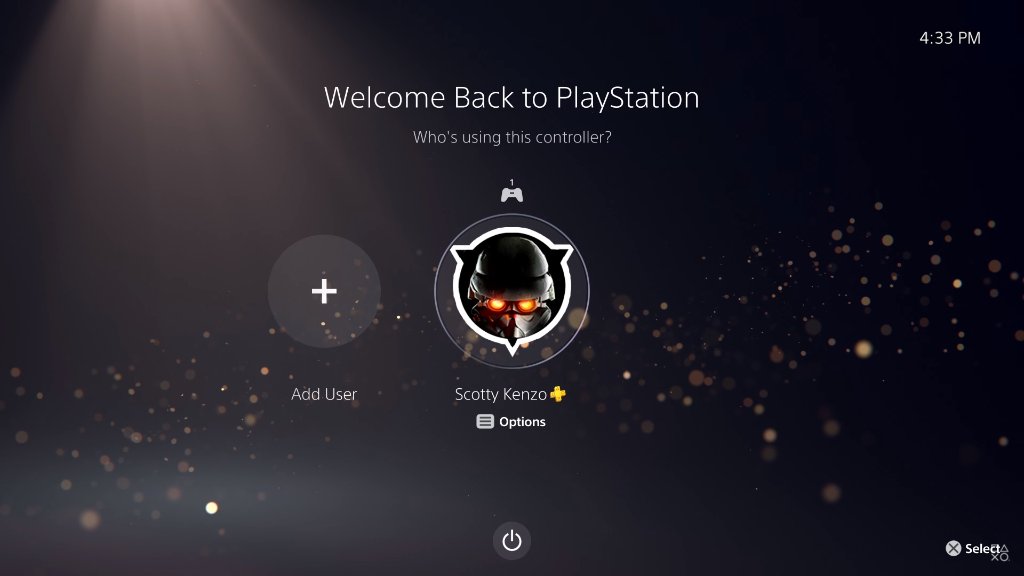 4:33 PM
Welcome Back to PlayStation
Who's using this controller?
1
Add User
Scotty Kenzo
Options
Select